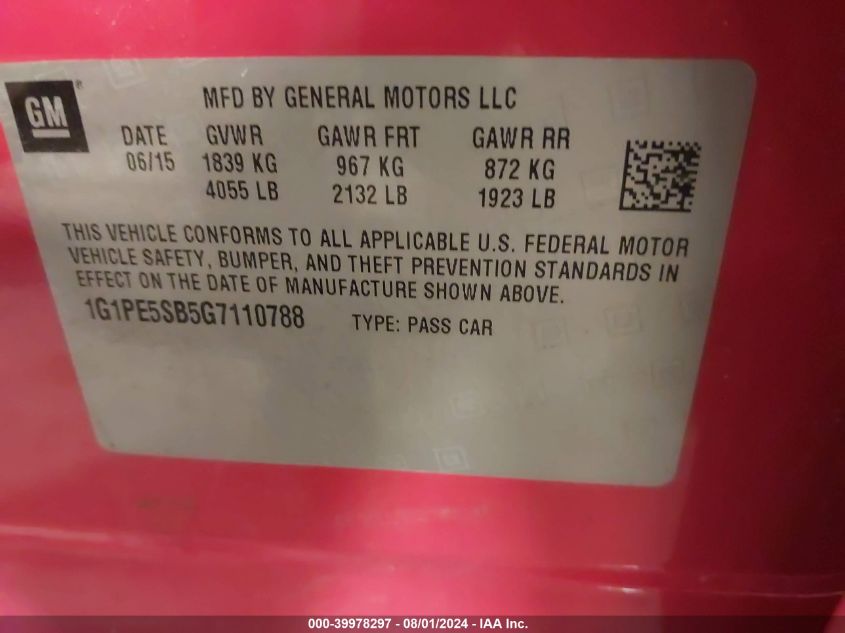 GM
MFD BY GENERAL MOTORS LLC
DATE GVWR GAWR FRT GAWR RR
06/15 1839 KG 967 KG 872 KG
4055 LB 2132 LB 1923 LB
THIS VEHICLE CONFORMS TO ALL APPLICABLE U.S. FEDERAL MOTOR
VEHICLE SAFETY, BUMPER, AND THEFT PREVENTION STANDARDS IN
EFFECT ON THE DATE OF MANUFACTURE SHOWN ABOVE.
1G1PE5SB5G7110788 TYPE: PASS CAR
000-39978297 - 08/01/2024 - IAA Inc.